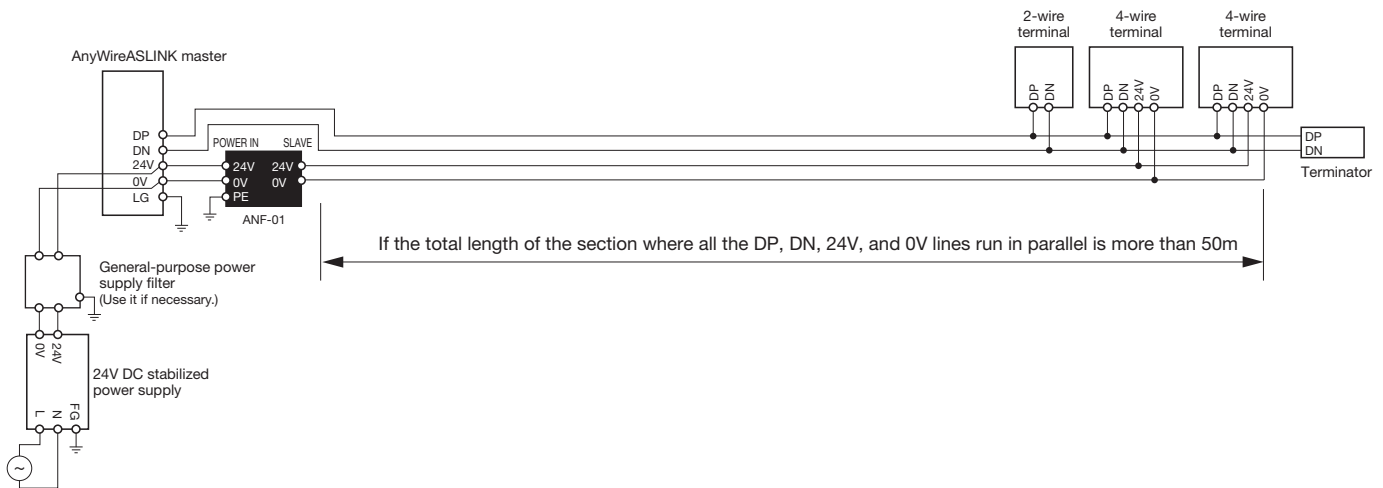 2-wire
terminal
4-wire
terminal
4-wire
terminal
AnyWireASLINK master
DP
DN
DP
DN
24V
0V
DP
DN
24V
0V
DP
DN
24V
0V
LG
POWER IN
SLAVE
24V
0V
PE
24V
0V
ANF-01
DP
DN
Terminator
If the total length of the section where all the DP, DN, 24V, and 0V lines run in parallel is more than 50m
General-purpose power
supply filter
(Use it if necessary.)
0V
24V
24V DC stabilized
power supply
L
N
FG
~